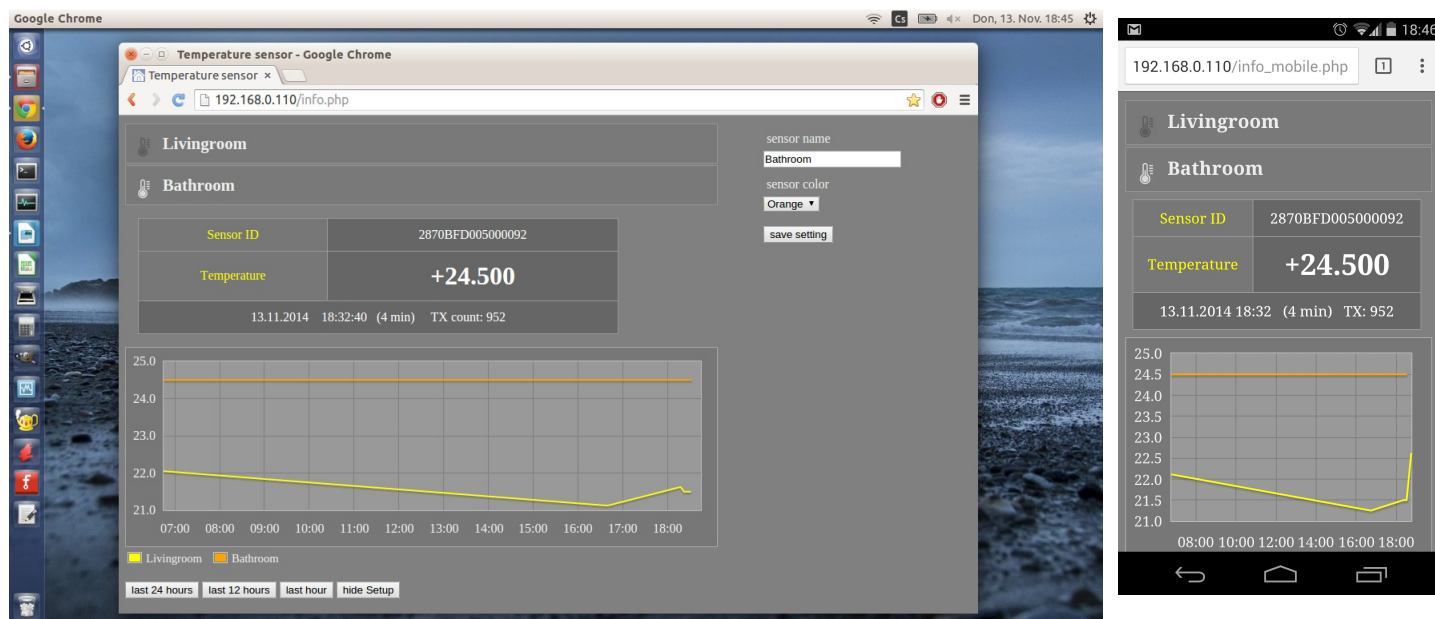 Google Chrome
Cs
Don, 13. Nov. 18:45
Temperature sensor - Google Chrome
Temperature sensor ×
192.168.0.110/info.php
Livingroom
Bathroom
Sensor ID 2870BFD005000092
Temperature +24.500
13.11.2014 18:32:40 (4 min) TX count: 952
25.0
24.0
23.0
22.0
21.0
07:00 08:00 09:00 10:00 11:00 12:00 13:00 14:00 15:00 16:00 17:00 18:00
Livingroom Bathroom
last 24 hours last 12 hours last hour hide Setup
sensor name
Bathroom
sensor color
Orange
save setting
18:46
192.168.0.110/info_mobile.php
1
Livingroom
Bathroom
Sensor ID 2870BFD005000092
Temperature +24.500
13.11.2014 18:32 (4 min) TX: 952
25.0
24.5
24.0
23.5
23.0
22.5
22.0
21.5
21.0
08:00 10:00 12:00 14:00 16:00 18:00